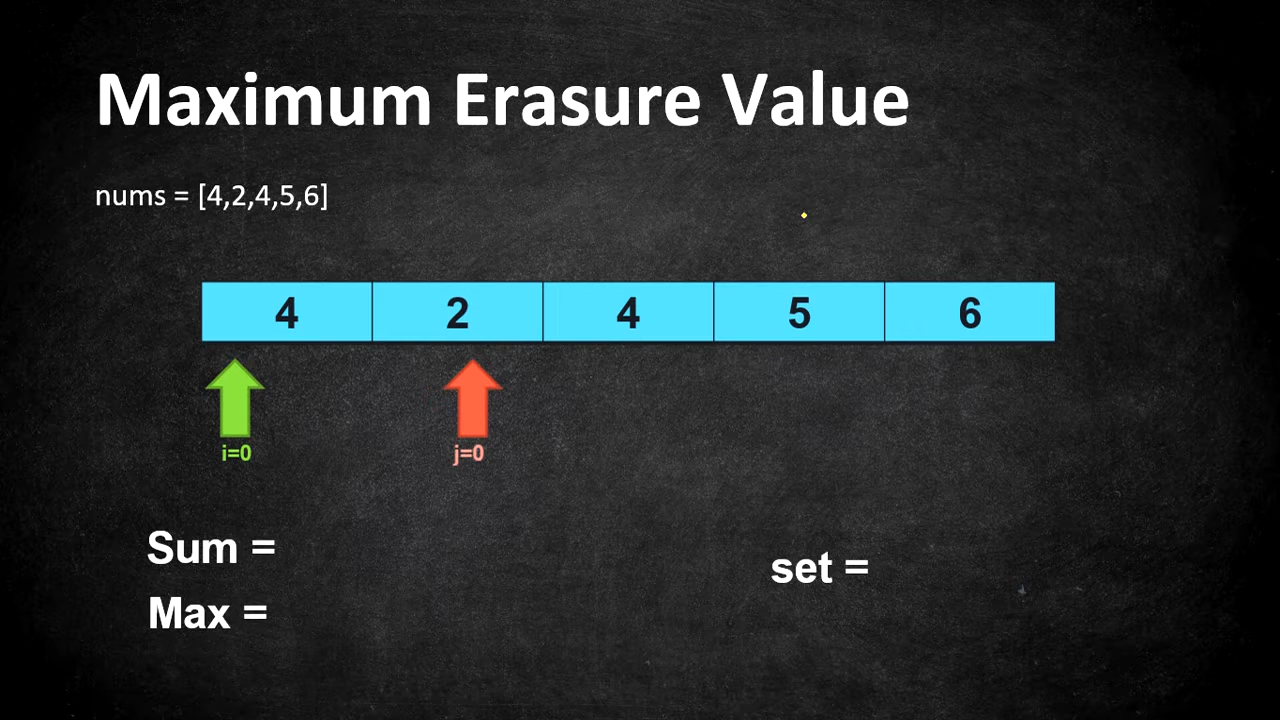 Maximum Erasure Value
nums = [4,2,4,5,6]
4 2 4 5 6
i=0 j=0
Sum =
set =
Max =